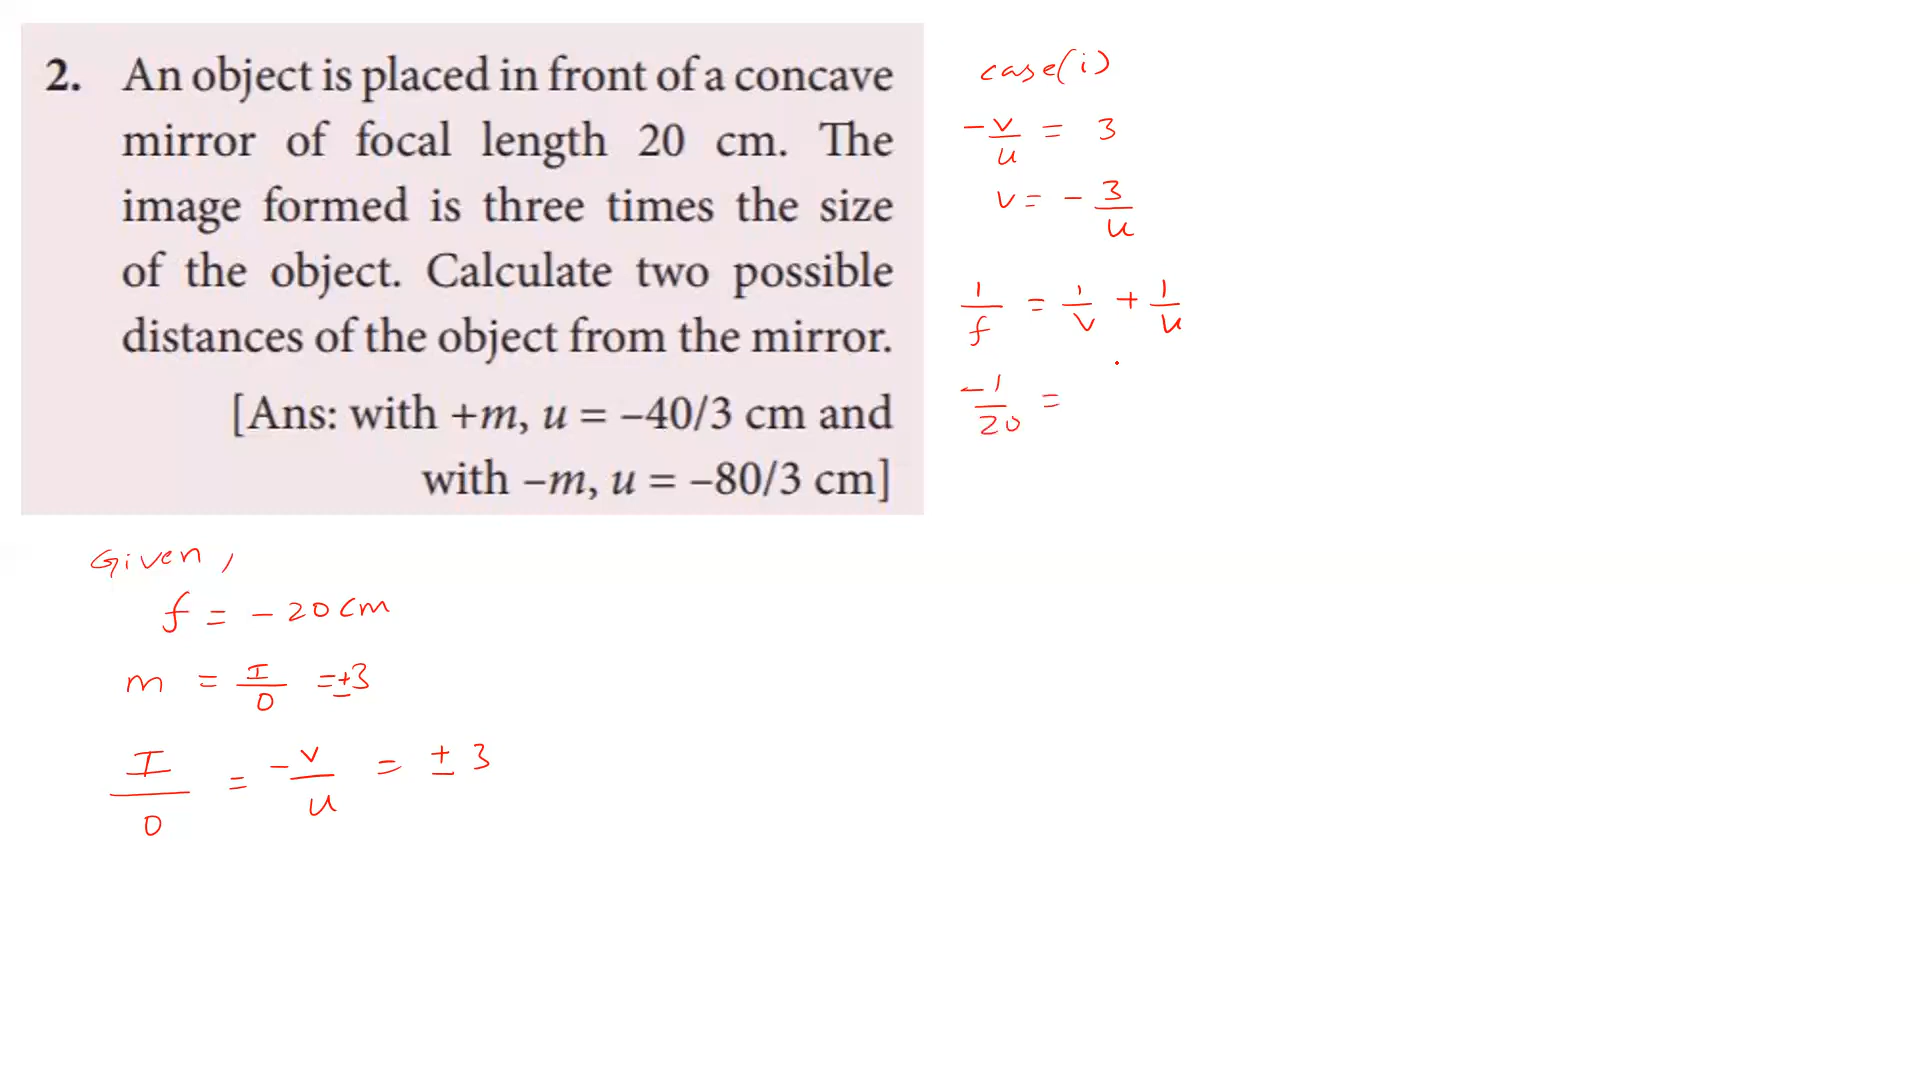 2. An object is placed in front of a concave
mirror of focal length 20 cm. The
image formed is three times the size
of the object. Calculate two possible
distances of the object from the mirror.
[Ans: with +m, u = –40/3 cm and
with –m, u = –80/3 cm]
Given,
f = - 20 cm
m = I/O = ±3
I/O = -v/u = ± 3
case(i)
-v/u = 3
v = - 3/u
1/f = 1/v + 1/u
-1/20 =